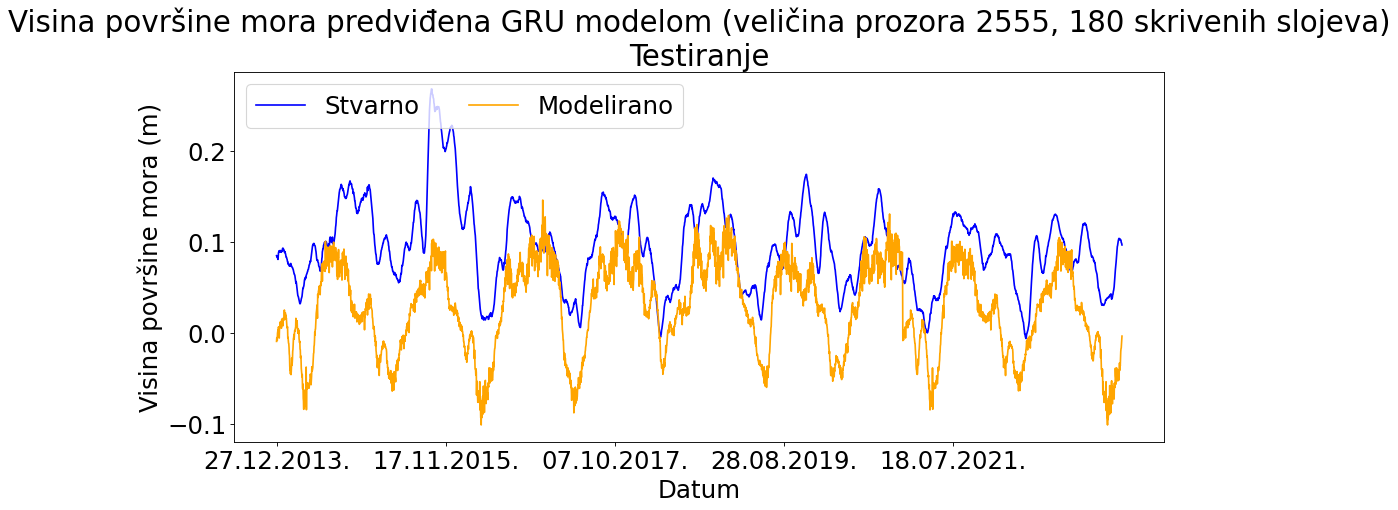 Visina površine mora predviđena GRU modelom (veličina prozora 2555, 180 skrivenih slojeva)
Testiranje
Stvarno
Modelirano
Visina površine mora (m)
0.2
0.1
0.0
−0.1
27.12.2013.
17.11.2015.
07.10.2017.
28.08.2019.
18.07.2021.
Datum